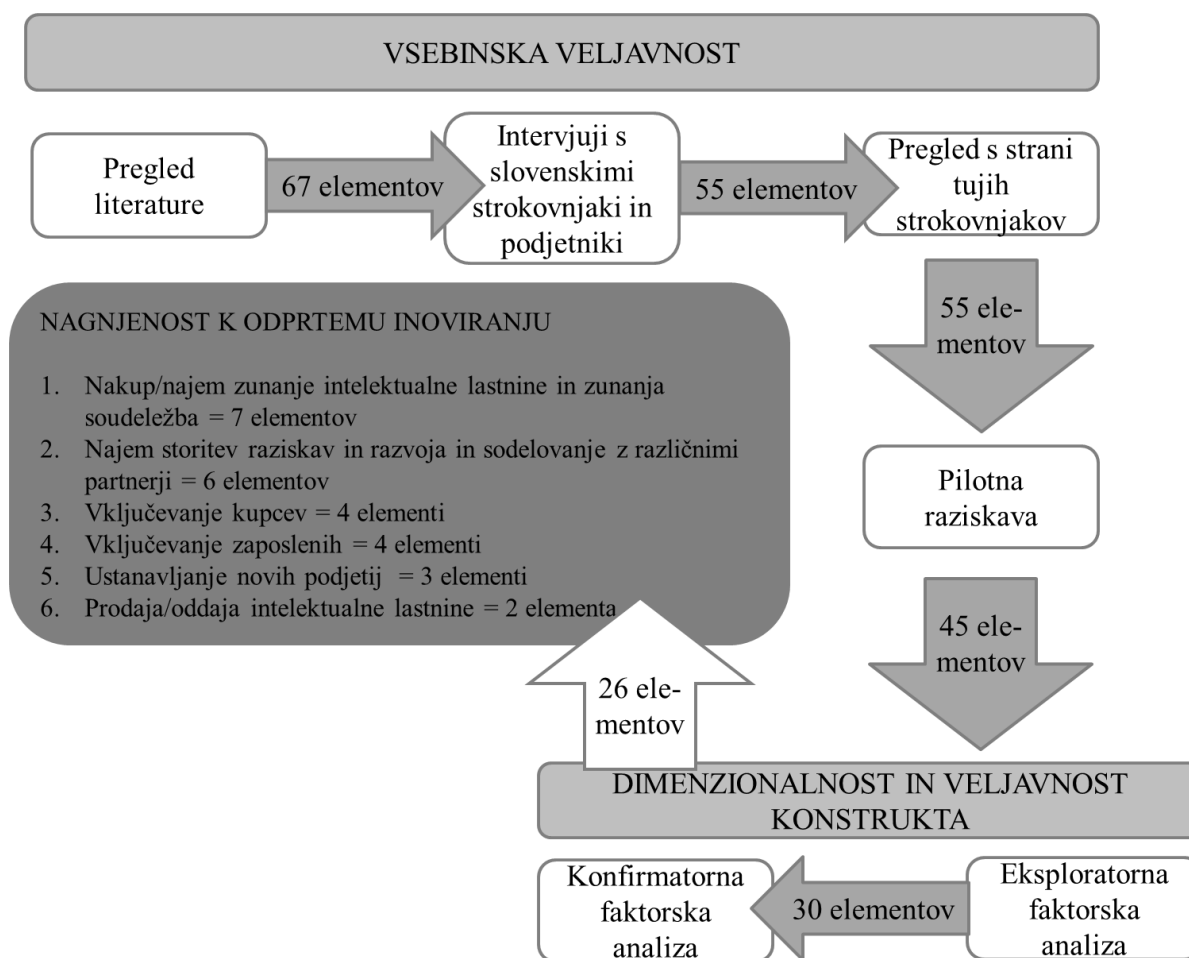 VSEBINSKA VELJAVNOST
Pregled
literature
67 elementov
Intervjuji s
slovenskimi
strokovnjaki in
podjetniki
55 elementov
Pregled s strani
tujih
strokovnjakov
55 ele-
mentov
Pilotna
raziskava
45 ele-
mentov
DIMENZIONALNOST IN VELJAVNOST
KONSTRUKTA
Eksploratorna
faktorska
analiza
30 elementov
Konfirmatorna
faktorska
analiza
26 ele-
mentov
NAGNJENOST K ODPRTEMU INOVIRANJU
1. Nakup/najem zunanje intelektualne lastnine in zunanja
soudeležba = 7 elementov
2. Najem storitev raziskav in razvoja in sodelovanje z različnimi
partnerji = 6 elementov
3. Vključevanje kupcev = 4 elementi
4. Vključevanje zaposlenih = 4 elementi
5. Ustanavljanje novih podjetij = 3 elementi
6. Prodaja/oddaja intelektualne lastnine = 2 elementa